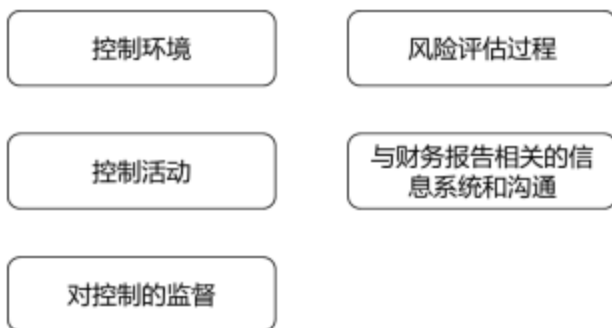 控制环境
风险评估过程
控制活动
与财务报告相关的信
息系统和沟通
对控制的监督